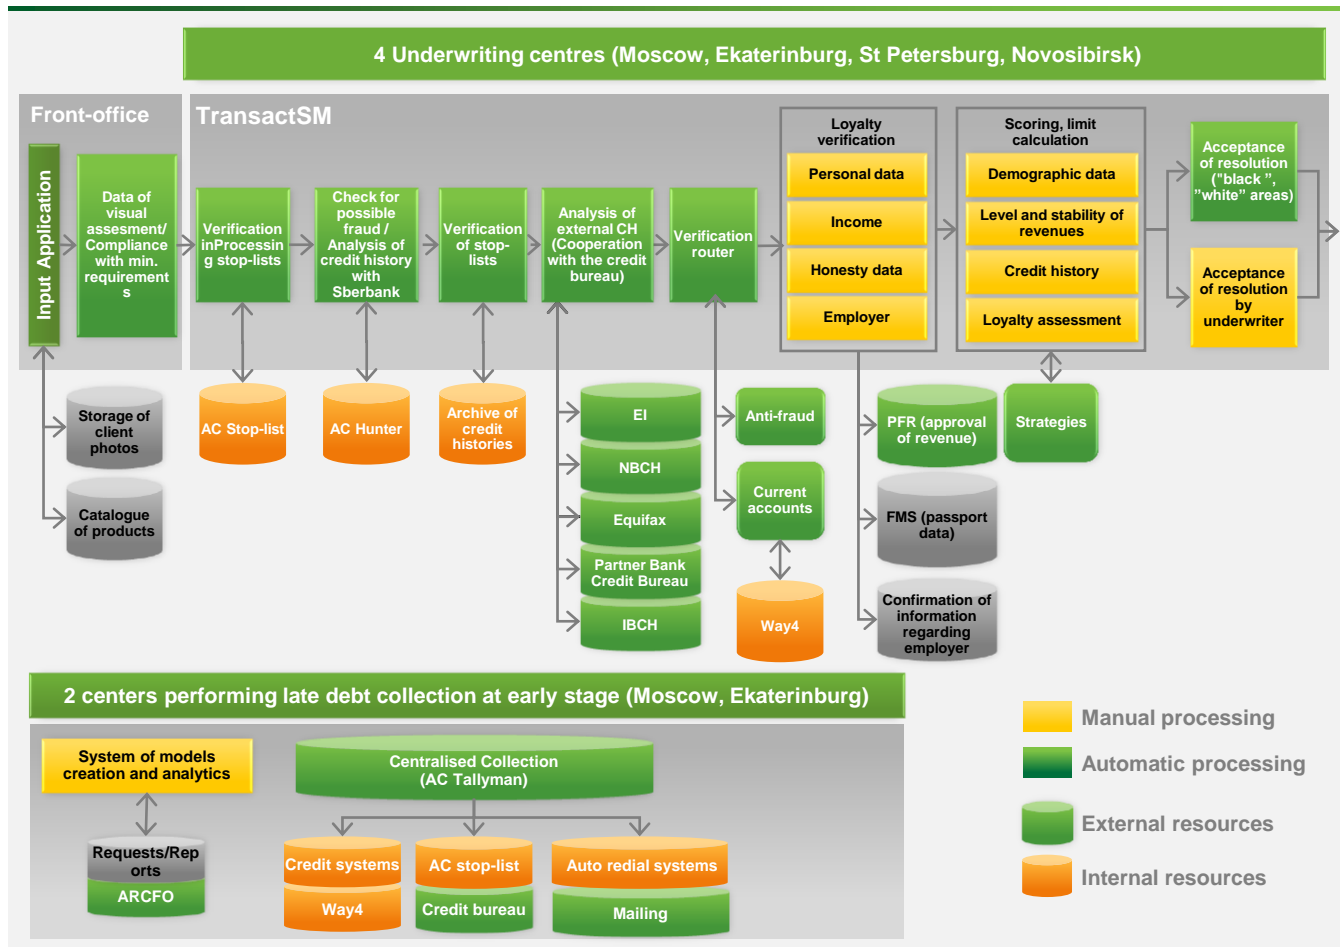 4 Underwriting centres (Moscow, Ekaterinburg, St Petersburg, Novosibirsk)
Front-office
TransactSM
Input Application
Data of
visual
assesment/
Compliance
with min.
requirement
s
Verification
inProcessin
g stop-lists
Check for
possible
fraud /
Analysis of
credit history
with
Sberbank
Verification
of stop-
lists
Analysis of
external CH
(Cooperation
with the credit
bureau)
Verification
router
Loyalty
verification
Personal data
Income
Honesty data
Employer
Scoring, limit
calculation
Demographic data
Level and stability of
revenues
Credit history
Loyalty assessment
Acceptance
of resolution
("black ",
"white" areas)
Acceptance
of resolution
by
underwriter
Storage of
client
photos
Catalogue
of products
AC Stop-list
AC Hunter
Archive of
credit
histories
EI
NBCH
Equifax
Partner Bank
Credit Bureau
IBCH
Anti-fraud
Current
accounts
Way4
PFR (approval
of revenue)
FMS (passport
data)
Confirmation of
information
regarding
employer
Strategies
2 centers performing late debt collection at early stage (Moscow, Ekaterinburg)
System of models
creation and analytics
Requests/Rep
orts
ARCFO
Centralised Collection
(AC Tallyman)
Credit systems
Way4
AC stop-list
Credit bureau
Auto redial systems
Mailing
Manual processing
Automatic processing
External resources
Internal resources